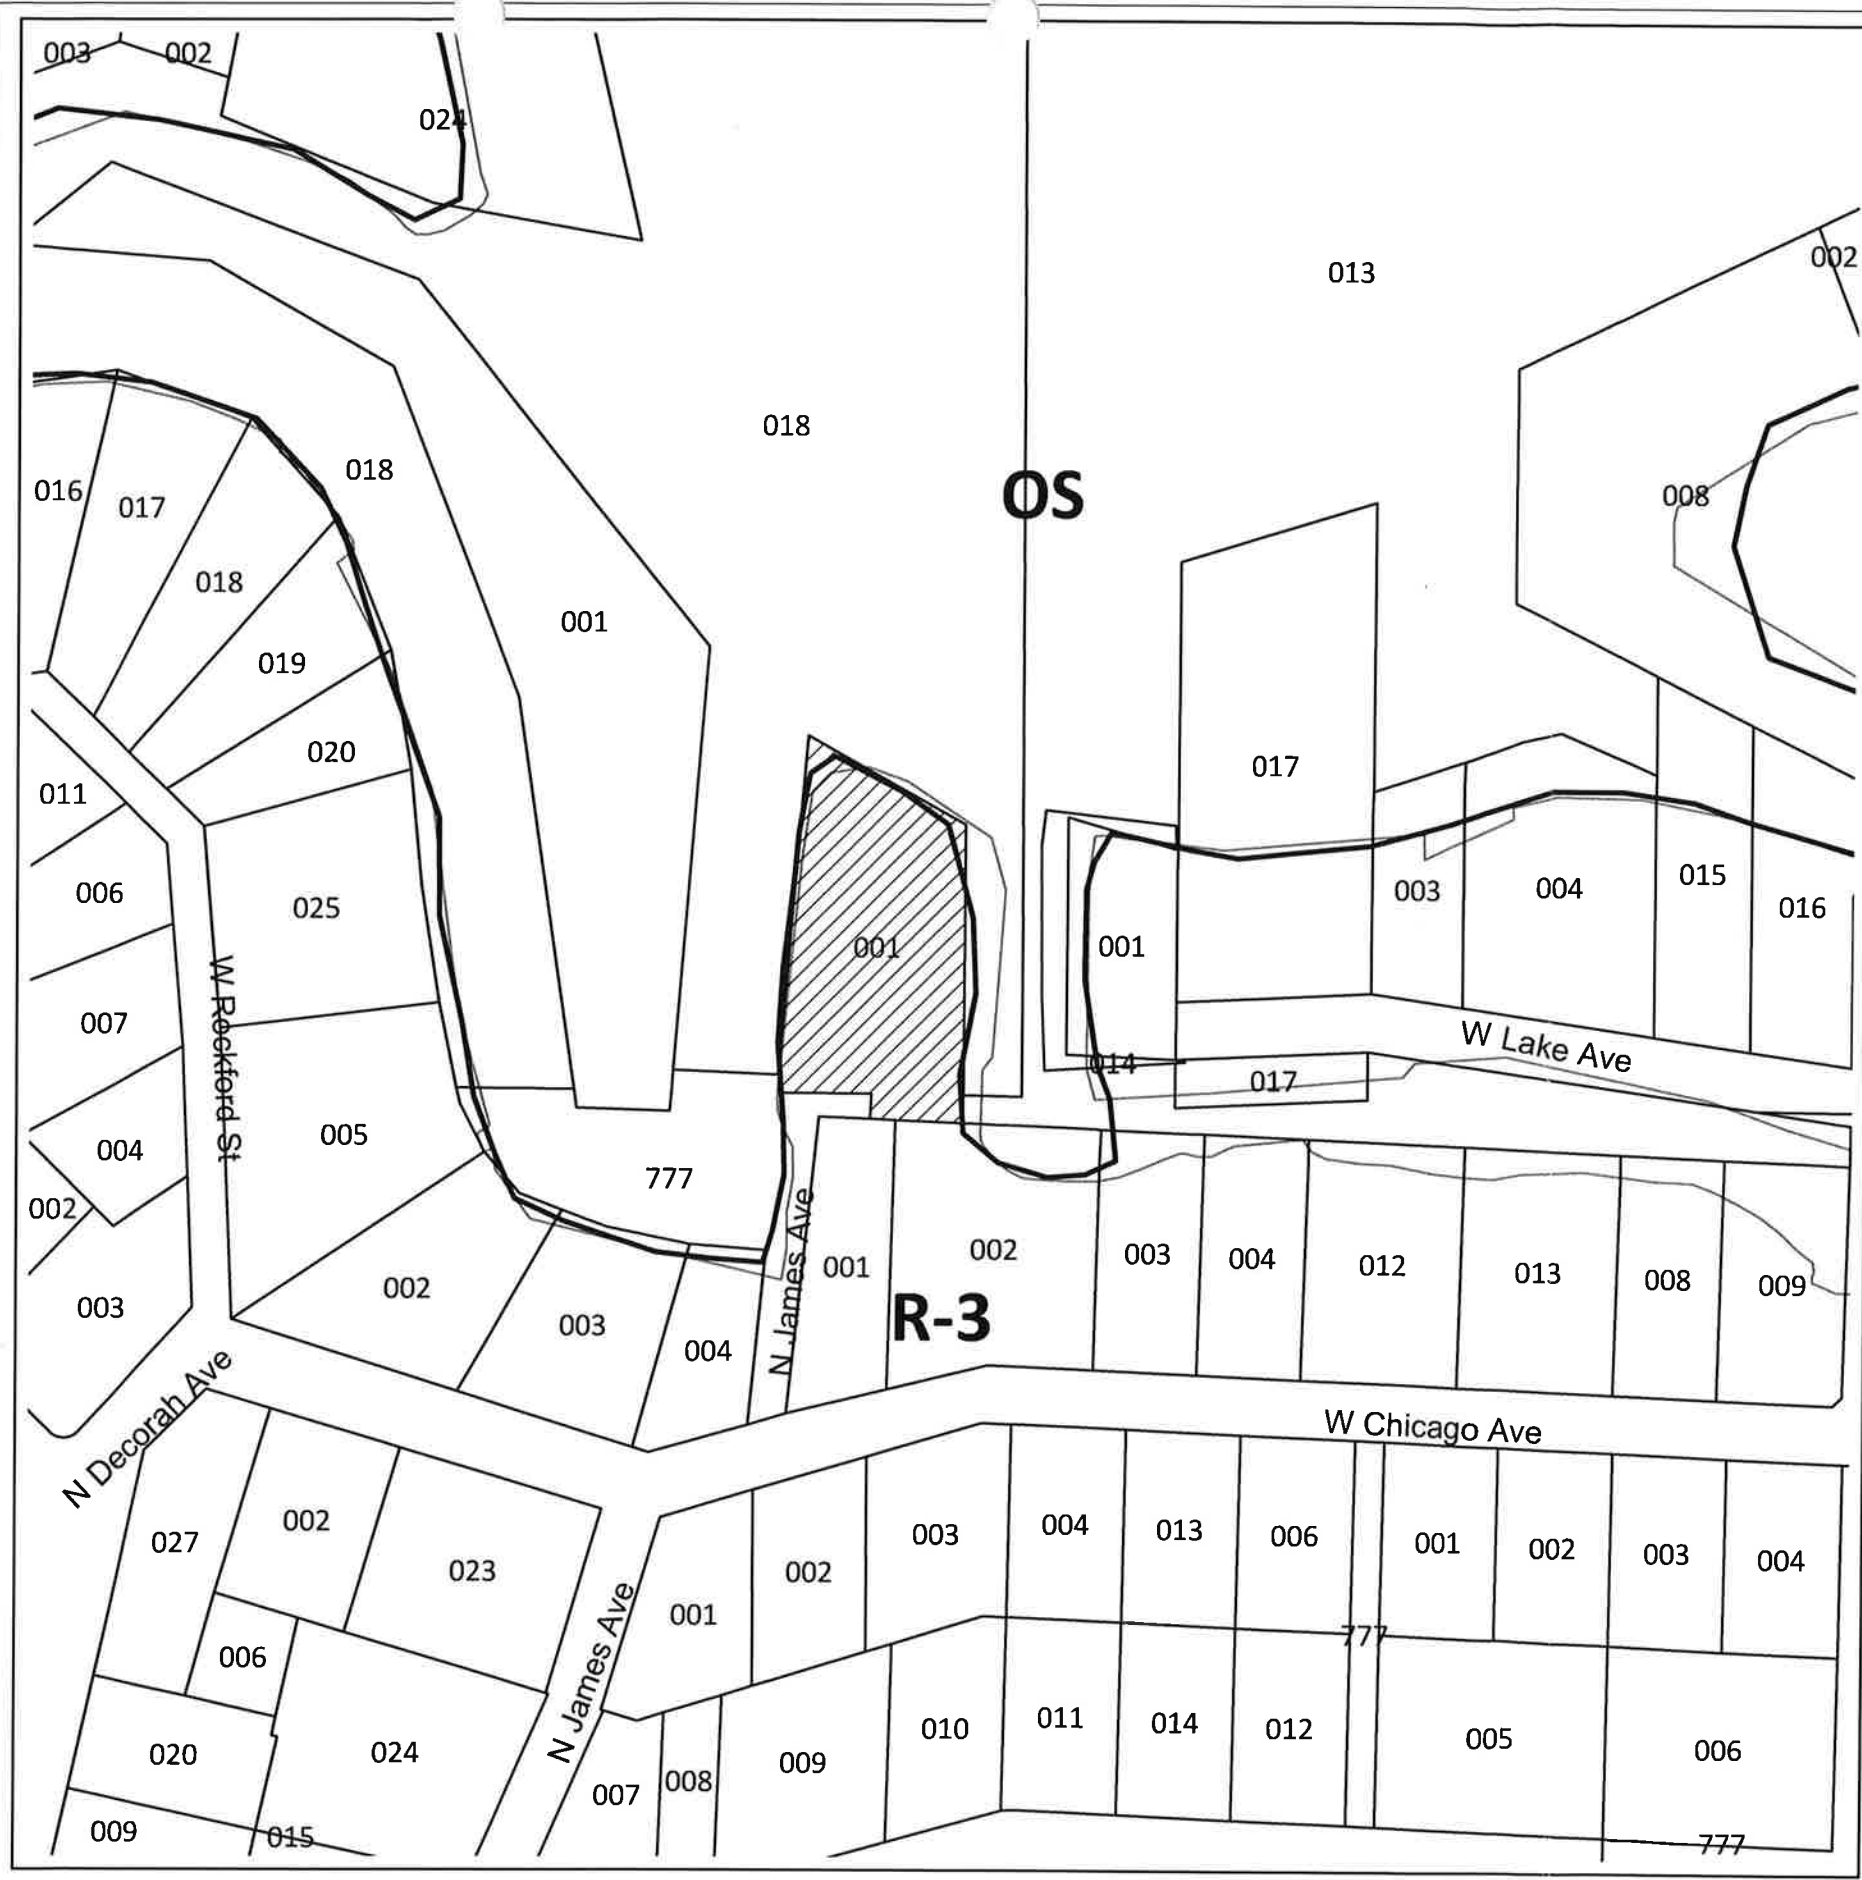 003 002
024
013
002
018
018
OS
016 017
008
018
001
019
020
017
011
003 004 015 016
006 025
001
001
W Rockford St
007
W Lake Ave
014
017
004 005
777
002
N James Ave
001 002 003 004 012 013 008 009
003 002 003 004
R-3
N Decorah Ave
W Chicago Ave
027 002 023
001 002 003 004 013 006 001 002 003 004
N James Ave
006
777
020 024
007 008 009 010 011 014 012 005 006
009 015
777